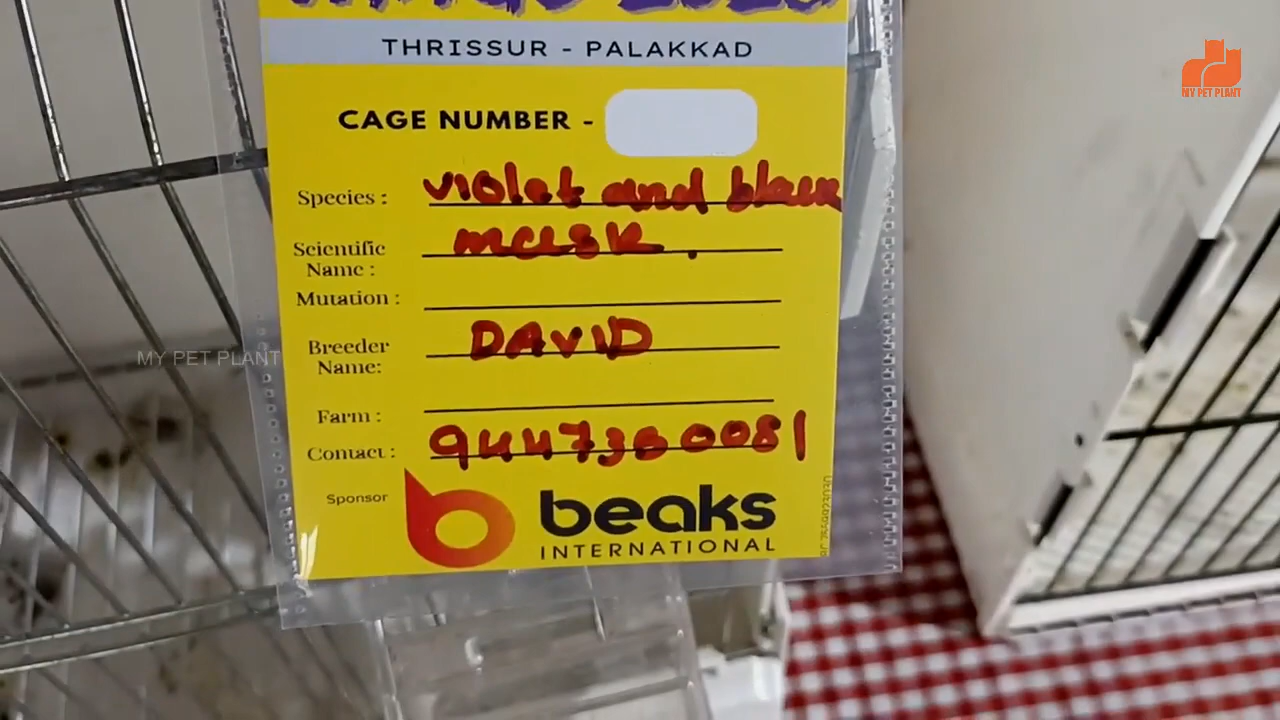 THRISSUR - PALAKKAD
MY PET PLANT
CAGE NUMBER -
Species : violet and black
Scientific Name : mask.
Mutation :
MY PET PLANT
Breeder Name: DAVID
Farm :
Contact : 9447360081
Sponsor
beaks
INTERNATIONAL